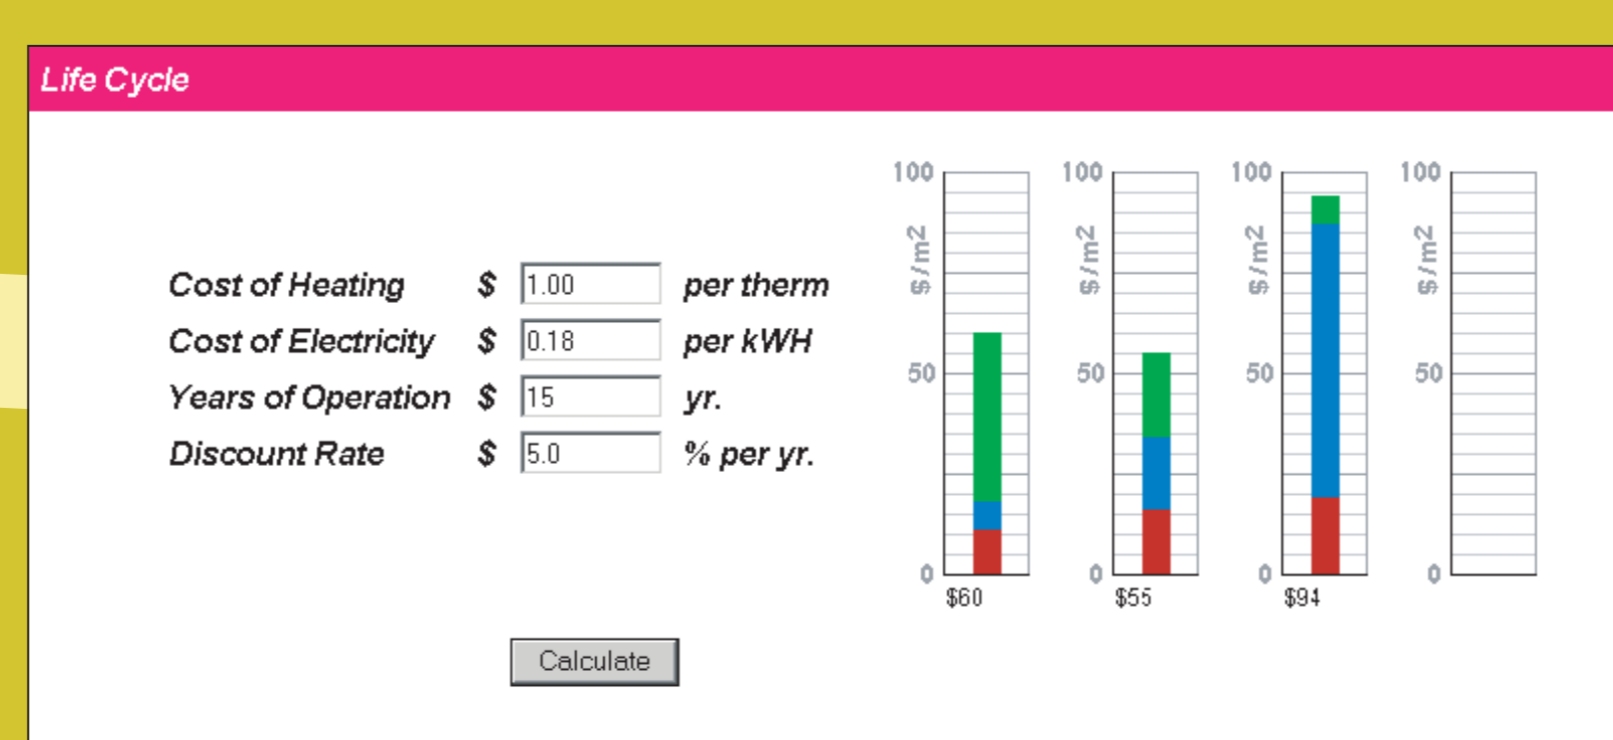 Life Cycle
Cost of Heating $ 1.00 per therm
Cost of Electricity $ 0.18 per kWH
Years of Operation $ 15 yr.
Discount Rate $ 5.0 % per yr.
Calculate
100 100 100 100
$/m2 $/m2 $/m2 $/m2
50 50 50 50
0 0 0 0
$60 $55 $94